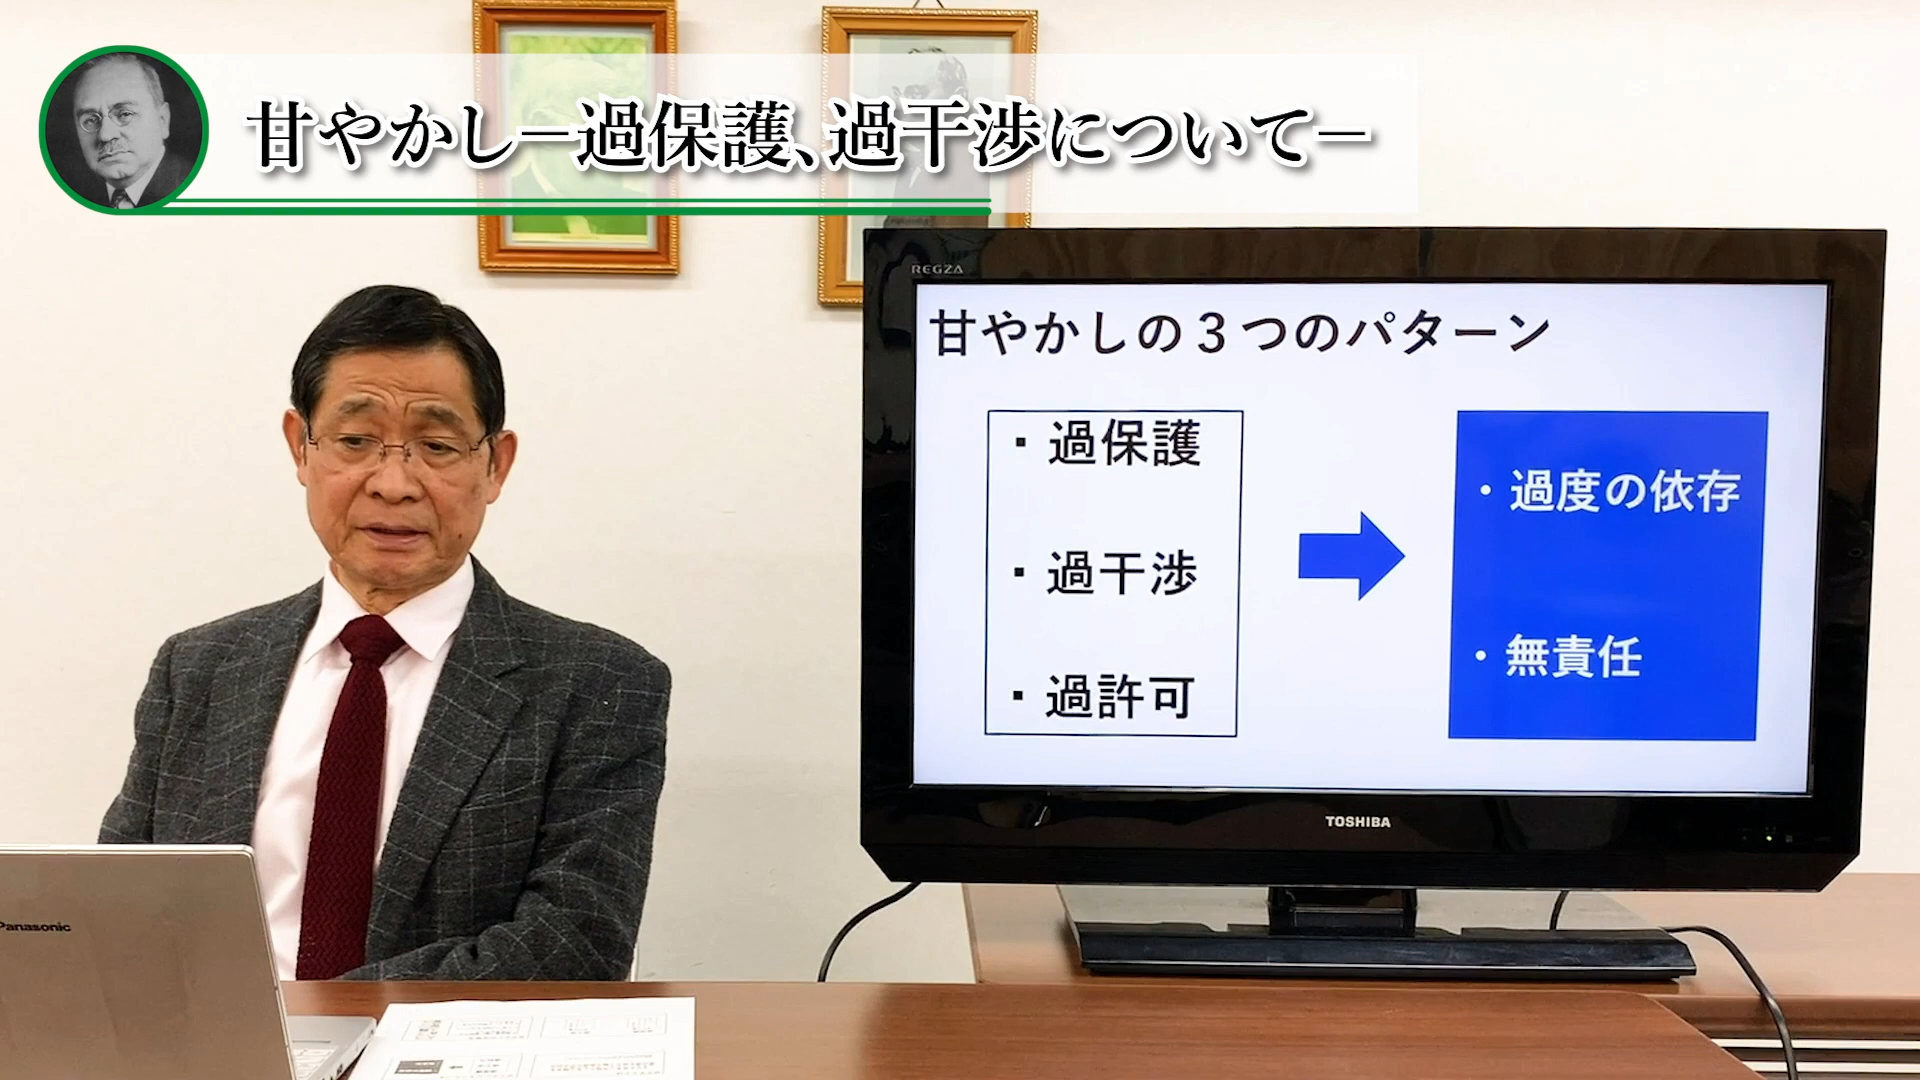 甘やかし−過保護、過干渉について−
REGZA
甘やかしの３つのパターン
・過保護
・過干渉
・過許可
・過度の依存
・無責任
TOSHIBA
Panasonic